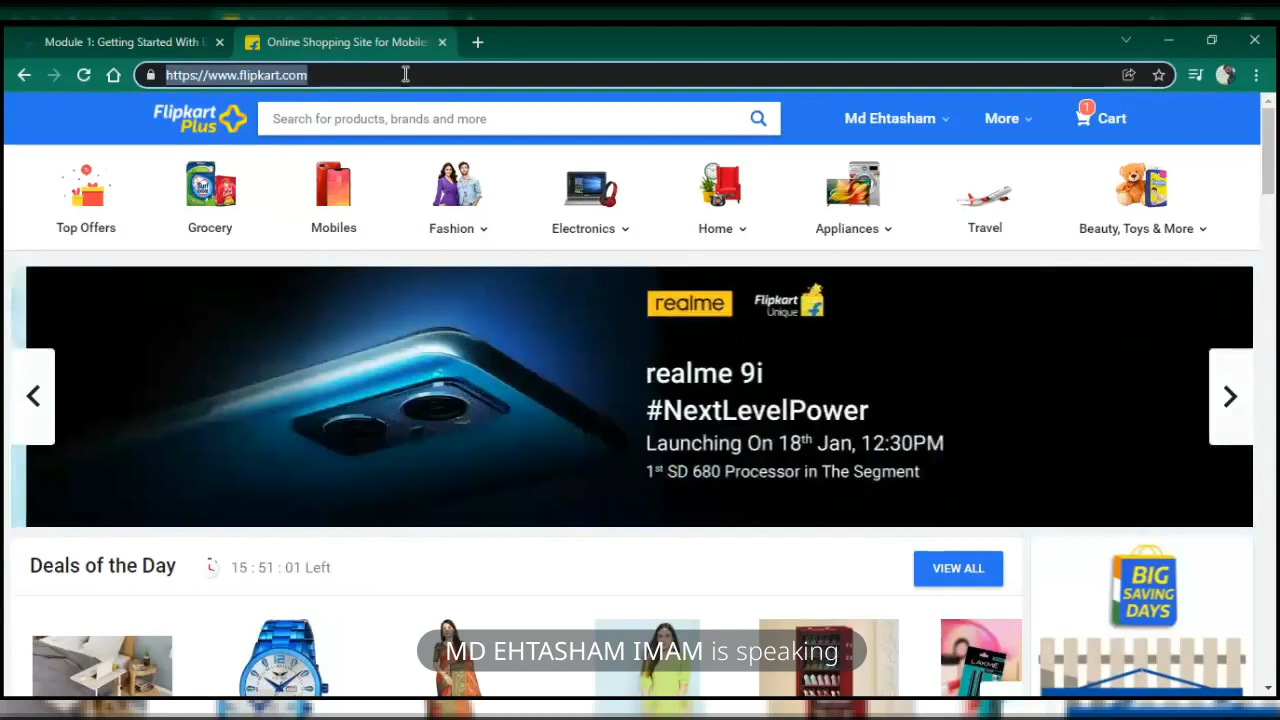 Module 1: Getting Started With E
Online Shopping Site for Mobile
https://www.flipkart.com
Flipkart
Plus
Search for products, brands and more
Md Ehtasham
More
1
Cart
Top Offers
Grocery
Mobiles
Fashion
Electronics
Home
Appliances
Travel
Beauty, Toys & More
realme
Flipkart
Unique
realme 9i
#NextLevelPower
Launching On 18th Jan, 12:30PM
1st SD 680 Processor in The Segment
Deals of the Day
15 : 51 : 01 Left
VIEW ALL
BIG
SAVING
DAYS
LAKMÉ
MD EHTASHAM IMAM is speaking